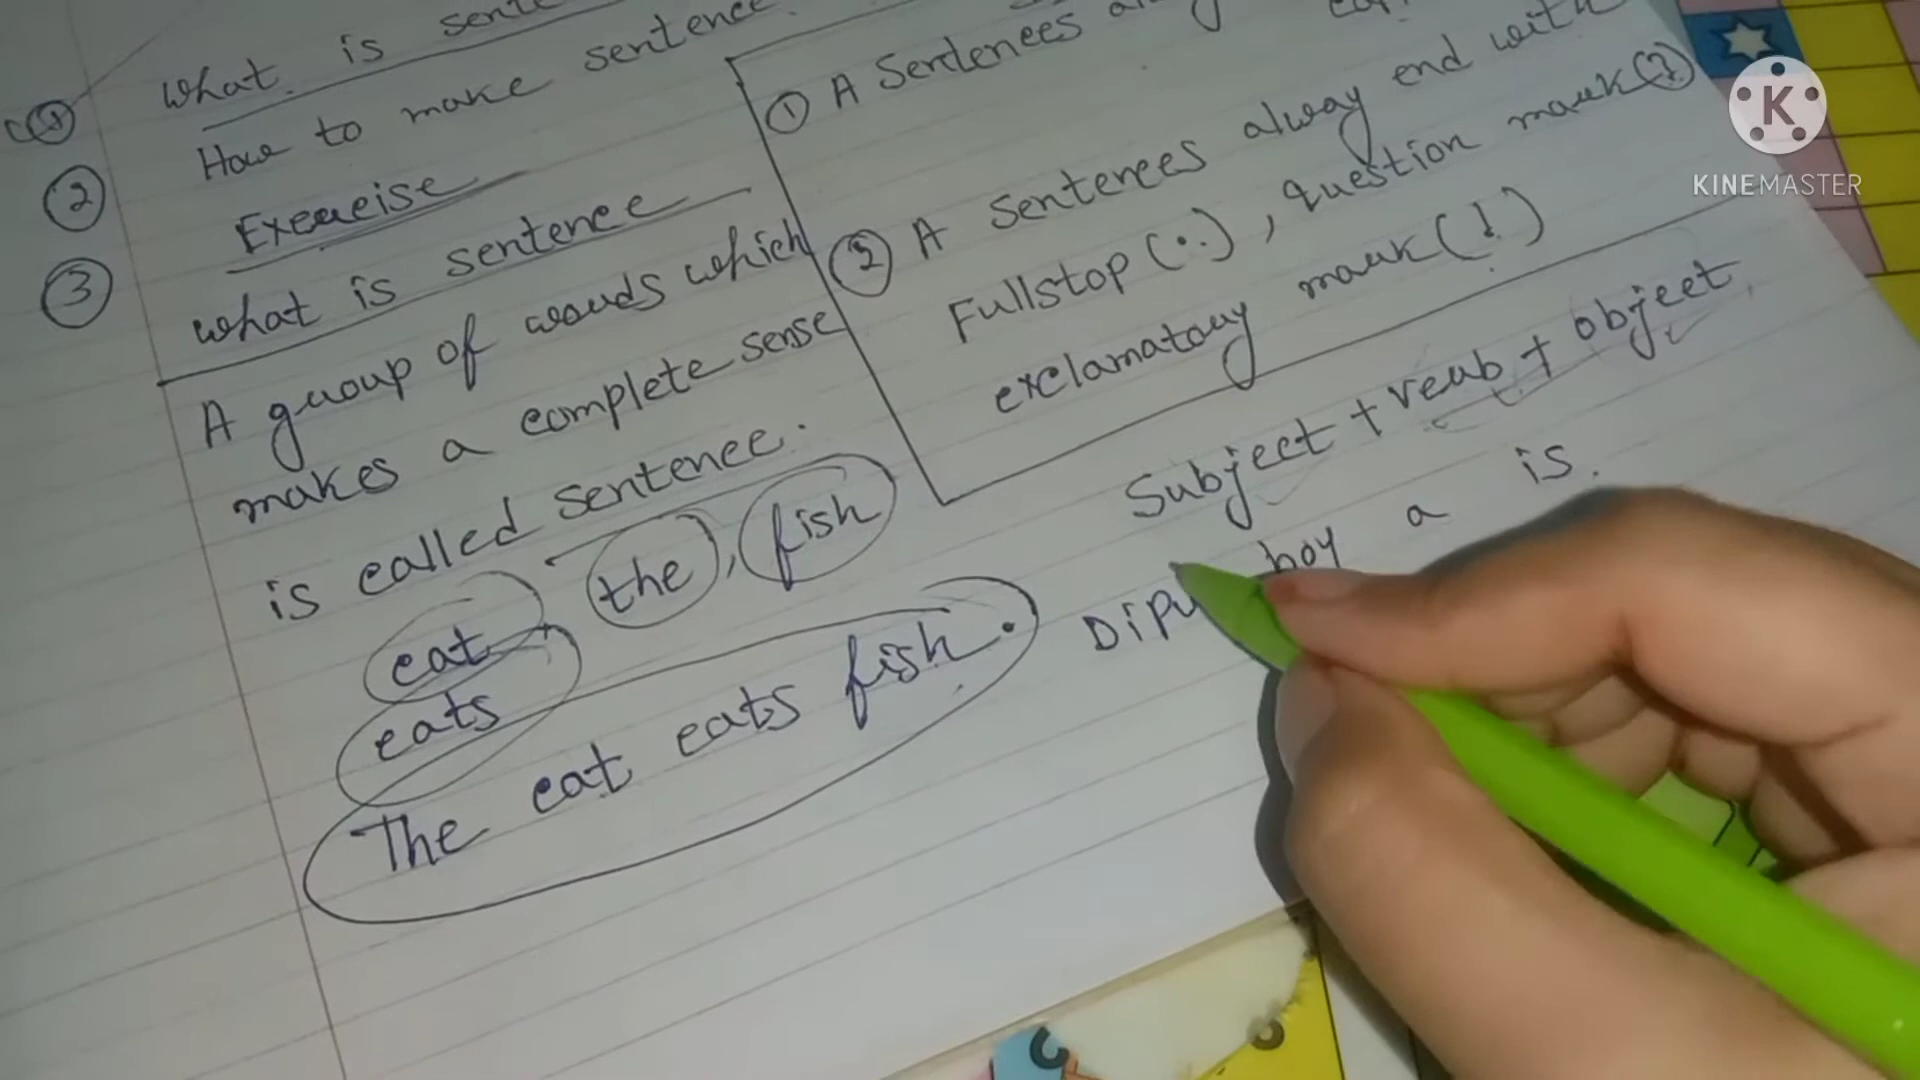 ① What is
② How to make sentence.
③ Exercise
What is sentence
A group of words which
makes a complete sense
is called sentence.
cat the, fish
eats
The cat eats fish.
① A Sentences
② A Sentences alway end with
Fullstop (.), question mark (?)
exclamatory mark (!)
Subject + verb + object
Dipu boy a is.
K
KINEMASTER